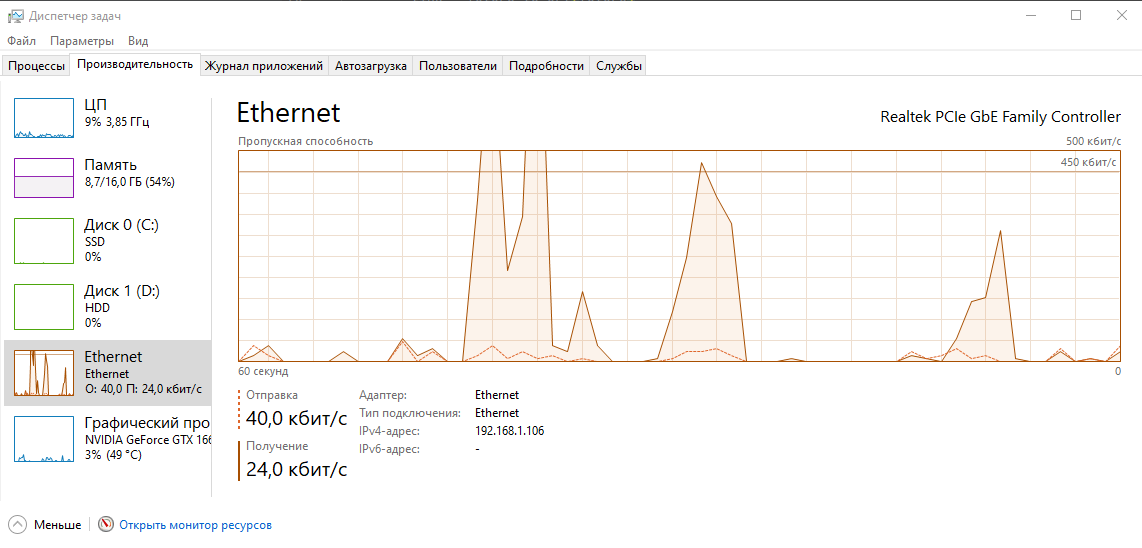 Диспетчер задач
Файл Параметры Вид
Процессы Производительность Журнал приложений Автозагрузка Пользователи Подробности Службы
ЦП
9% 3,85 ГГц
Память
8,7/16,0 ГБ (54%)
Диск 0 (C:)
SSD
0%
Диск 1 (D:)
HDD
0%
Ethernet
Ethernet
О: 40,0 П: 24,0 кбит/с
Графический про
NVIDIA GeForce GTX 166
3% (49 °C)
Ethernet
Realtek PCIe GbE Family Controller
Пропускная способность 500 кбит/с
450 кбит/с
60 секунд 0
Отправка
40,0 кбит/с
Получение
24,0 кбит/с
Адаптер: Ethernet
Тип подключения: Ethernet
IPv4-адрес: 192.168.1.106
IPv6-адрес: -
Меньше Открыть монитор ресурсов